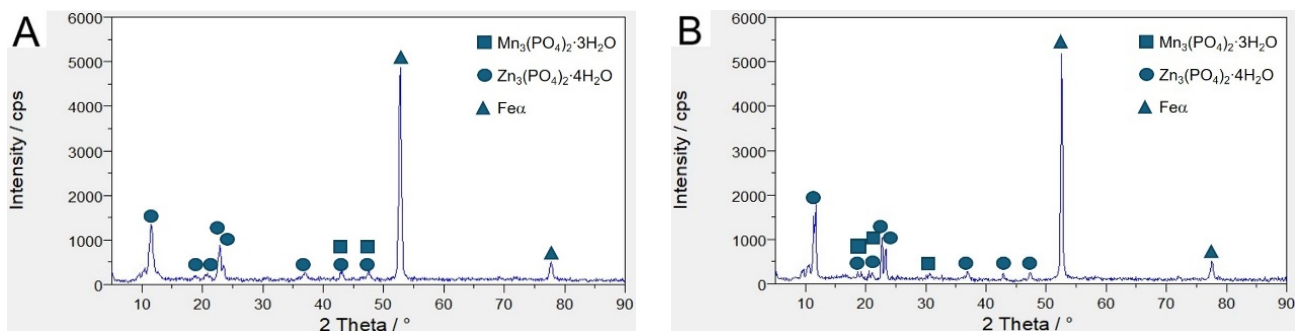 A
6000
5000
4000
3000
2000
1000
0
Intensity / cps
Mn₃(PO₄)₂·3H₂O
Zn₃(PO₄)₂·4H₂O
Feα
10 20 30 40 50 60 70 80 90
2 Theta / °
B
6000
5000
4000
3000
2000
1000
0
Intensity / cps
Mn₃(PO₄)₂·3H₂O
Zn₃(PO₄)₂·4H₂O
Feα
10 20 30 40 50 60 70 80 90
2 Theta / °